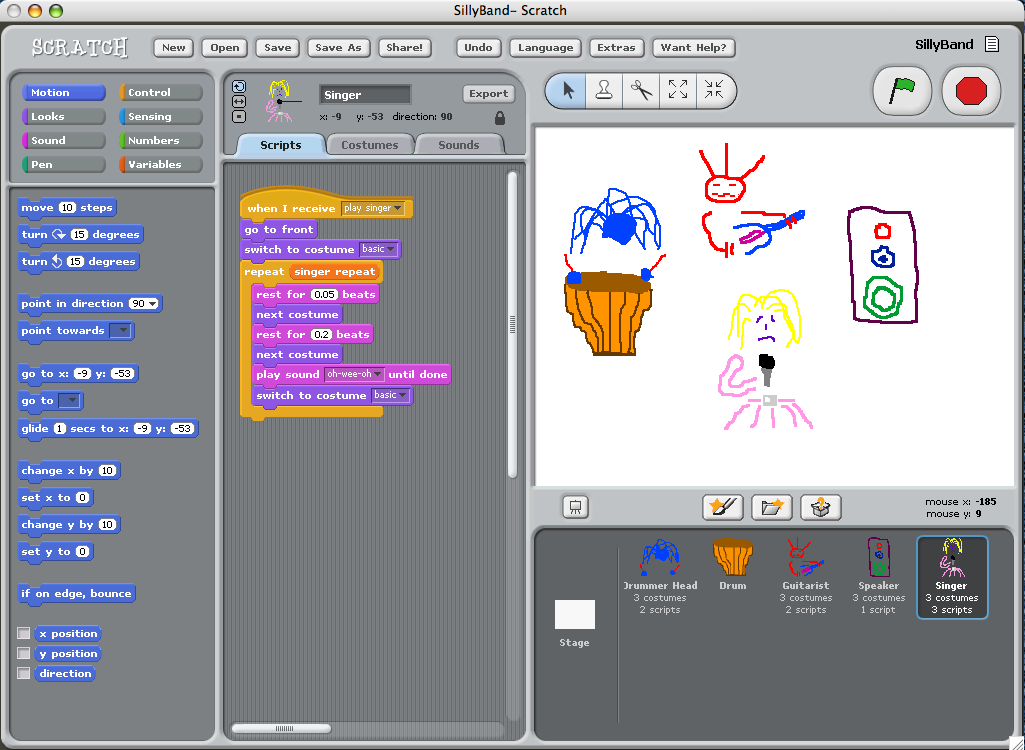 SillyBand- Scratch
SCRATCH
New Open Save Save As Share! Undo Language Extras Want Help?
SillyBand
Motion Control
Looks Sensing
Sound Numbers
Pen Variables
move 10 steps
turn 15 degrees
turn 15 degrees
point in direction 90
point towards
go to x: -9 y: -53
go to
glide 1 secs to x: -9 y: -53
change x by 10
set x to 0
change y by 10
set y to 0
if on edge, bounce
x position
y position
direction
Singer
Export
x: -9 y: -53 direction: 90
Scripts Costumes Sounds
when I receive play singer
go to front
switch to costume basic
repeat singer repeat
rest for 0.05 beats
next costume
rest for 0.2 beats
next costume
play sound oh-wee-oh until done
switch to costume basic
mouse x: -185
mouse y: 9
Stage
Drummer Head
3 costumes
2 scripts
Drum
Guitarist
3 costumes
2 scripts
Speaker
3 costumes
1 script
Singer
3 costumes
3 scripts